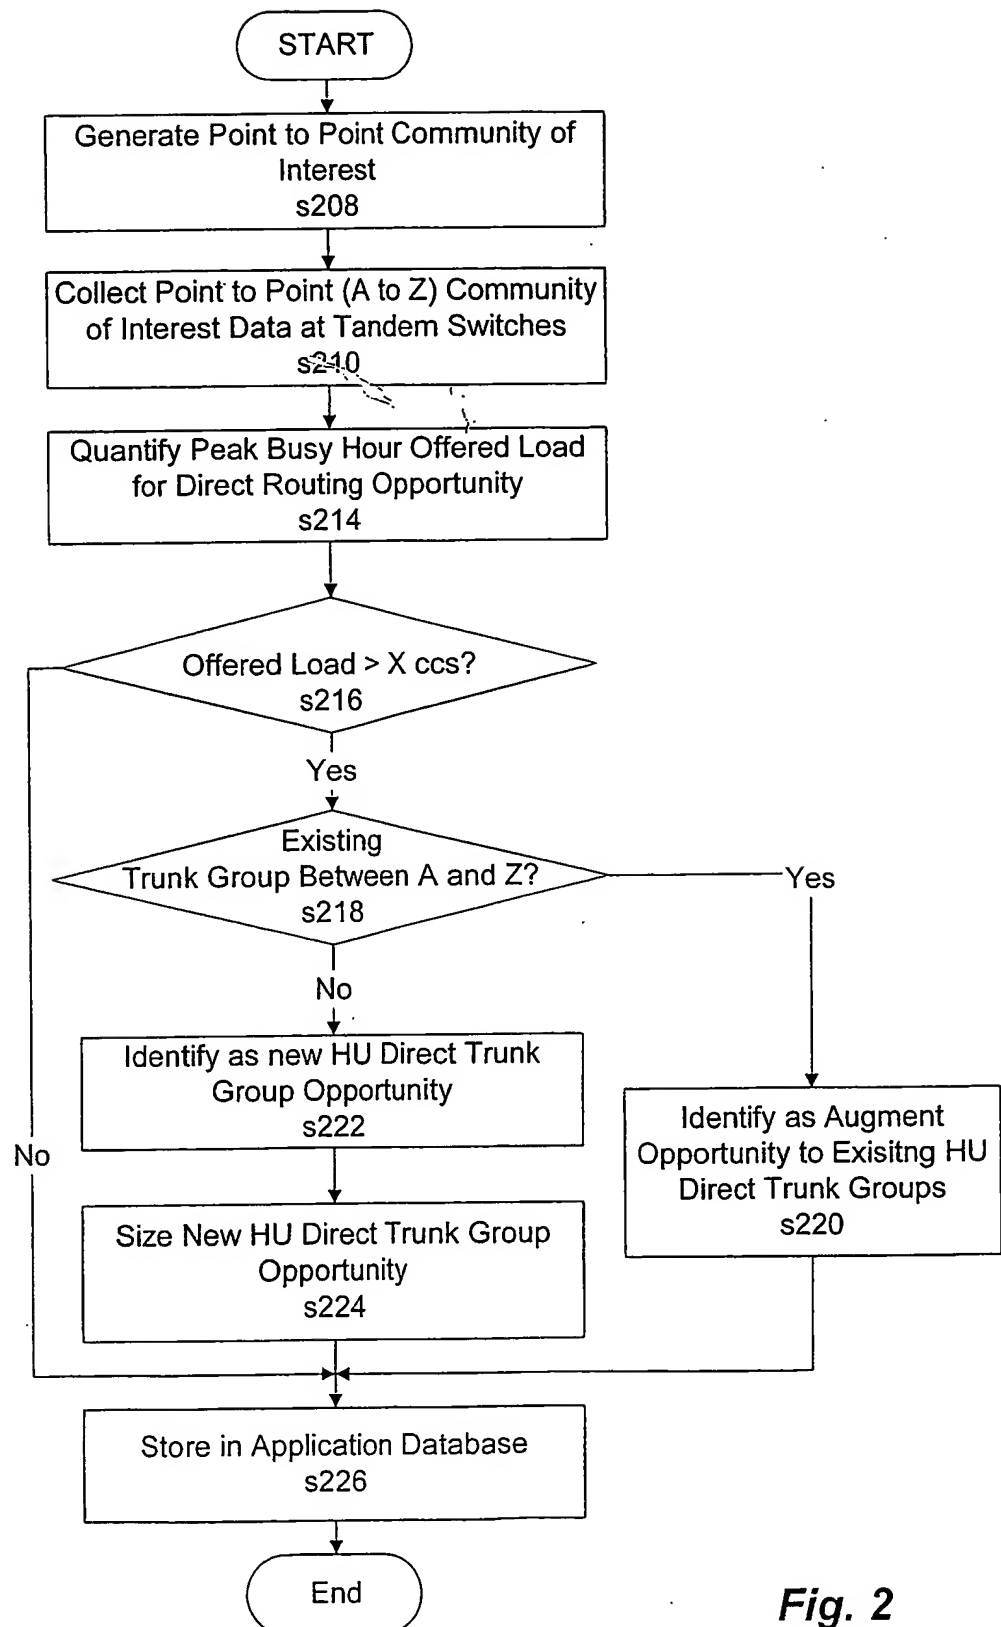 START
Generate Point to Point Community of
Interest
s208
Collect Point to Point (A to Z) Community
of Interest Data at Tandem Switches
s210
Quantify Peak Busy Hour Offered Load
for Direct Routing Opportunity
s214
Offered Load > X ccs?
s216
Yes
Existing
Trunk Group Between A and Z?
s218
Yes
No
Identify as new HU Direct Trunk
Group Opportunity
s222
Identify as Augment
Opportunity to Exisitng HU
Direct Trunk Groups
s220
No
Size New HU Direct Trunk Group
Opportunity
s224
Store in Application Database
s226
End
Fig. 2